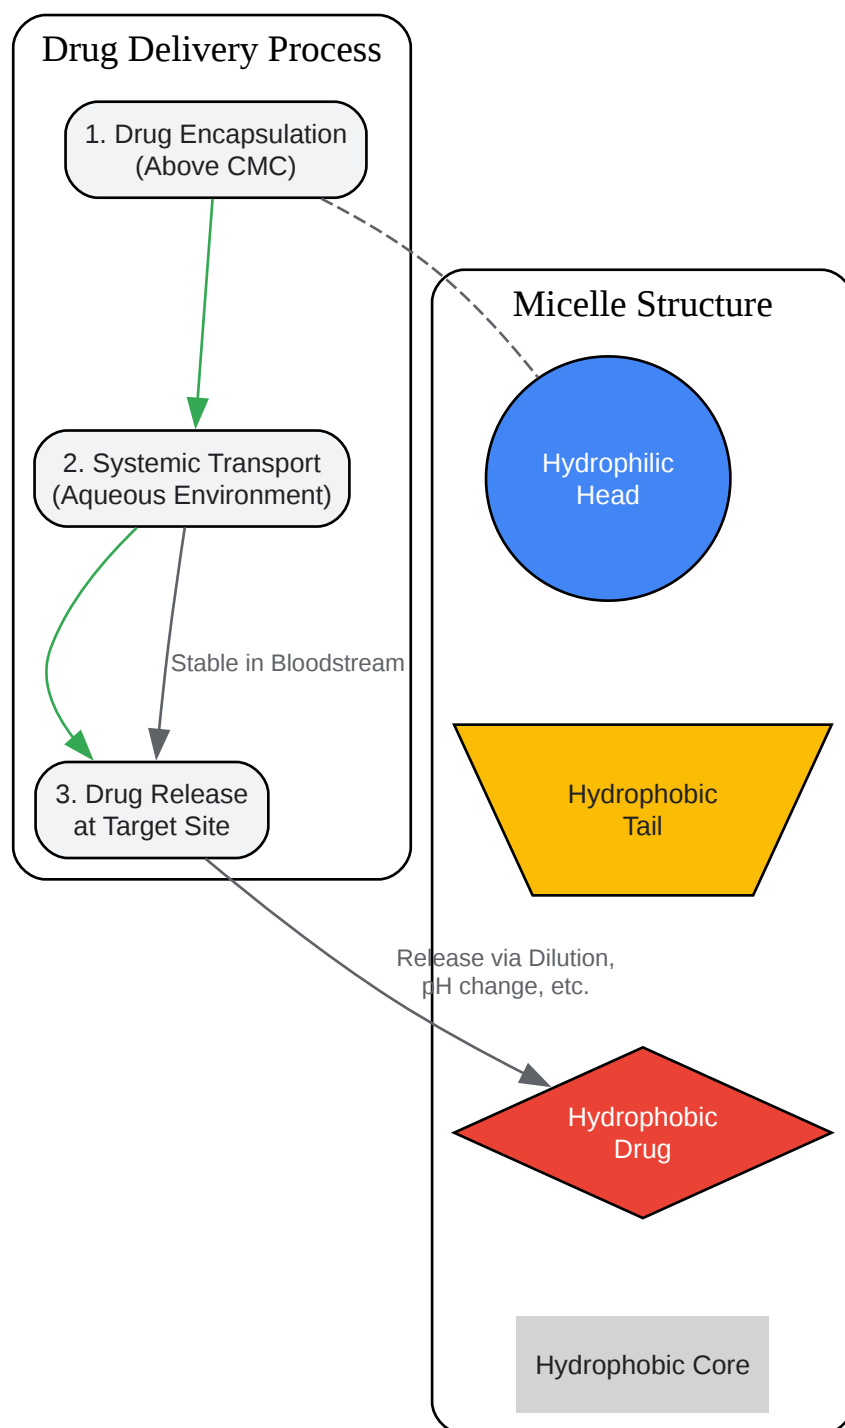 Drug Delivery Process
1. Drug Encapsulation
(Above CMC)
2. Systemic Transport
(Aqueous Environment)
Stable in Bloodstream
3. Drug Release
at Target Site
Release via Dilution,
pH change, etc.
Micelle Structure
Hydrophilic
Head
Hydrophobic
Tail
Hydrophobic
Drug
Hydrophobic Core